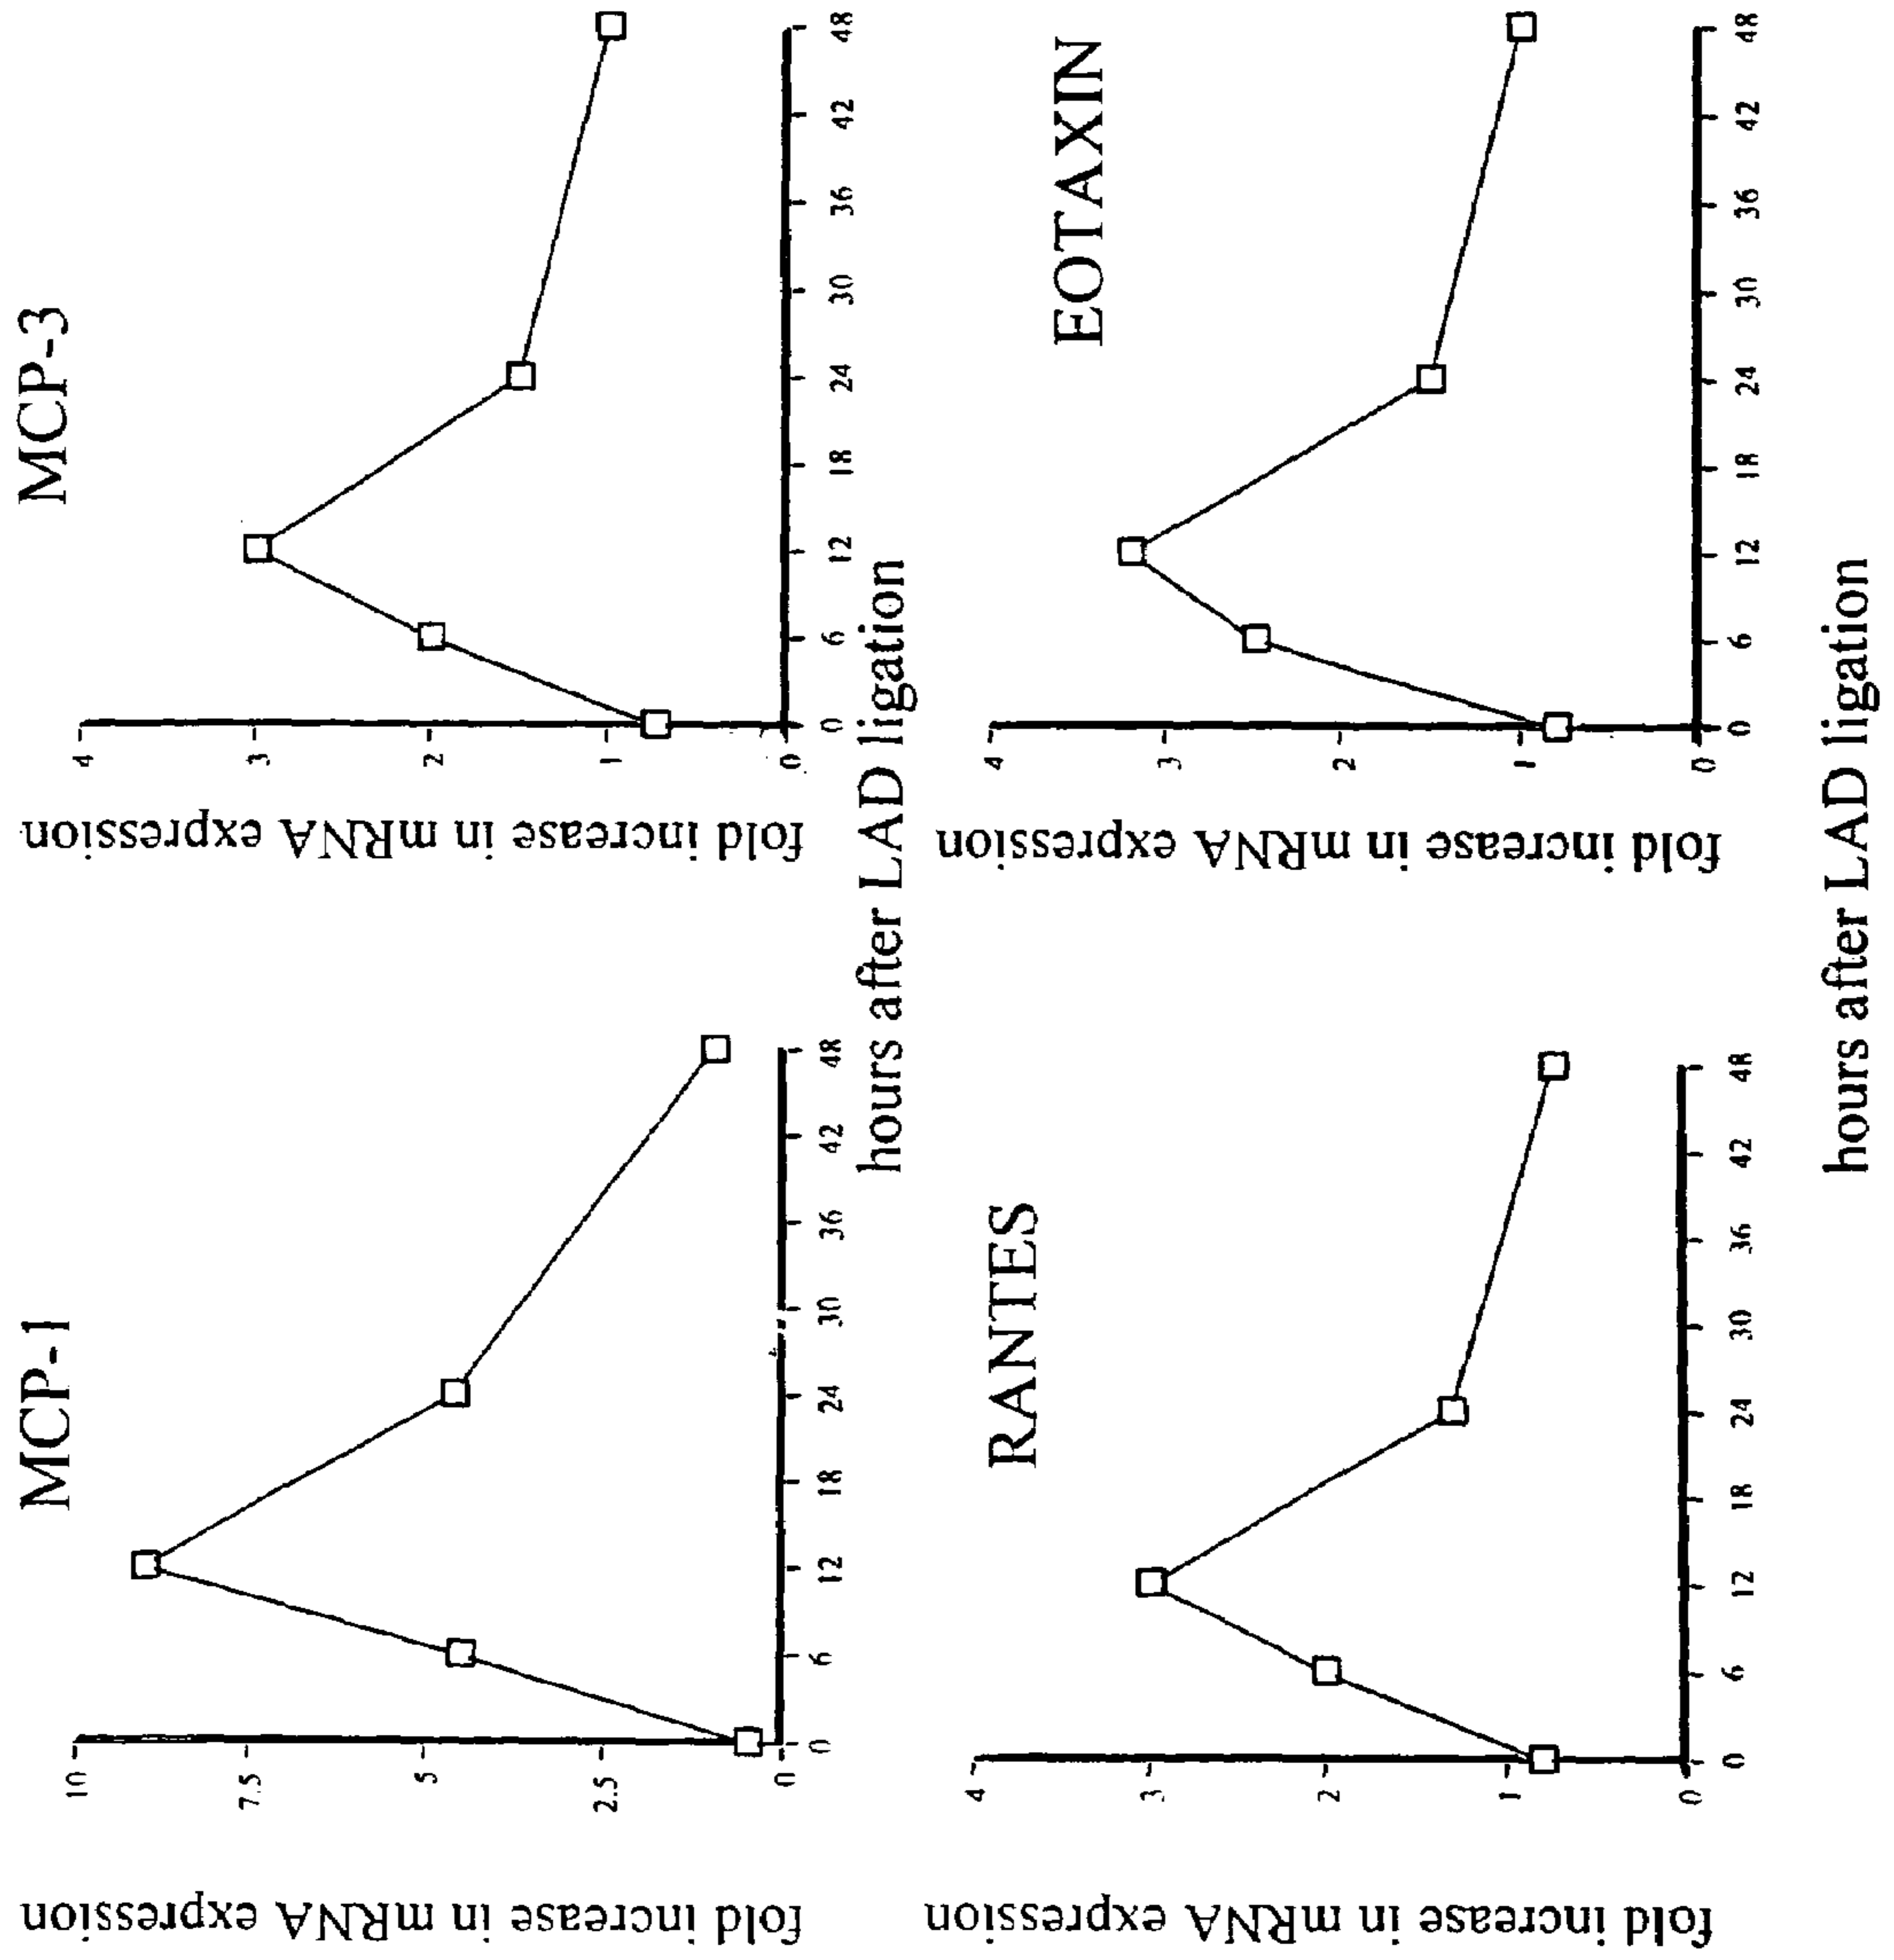 MCP-1
fold increase in mRNA expression
10
7.5
5
2.5
0
0 6 12 18 24 30 36 42 48
MCP-3
fold increase in mRNA expression
4
3
2
1
0
0 6 12 18 24 30 36 42 48
hours after LAD ligation
RANTES
fold increase in mRNA expression
4
3
2
1
0
0 6 12 18 24 30 36 42 48
EOTAXIN
fold increase in mRNA expression
4
3
2
1
0
0 6 12 18 24 30 36 42 48
hours after LAD ligation